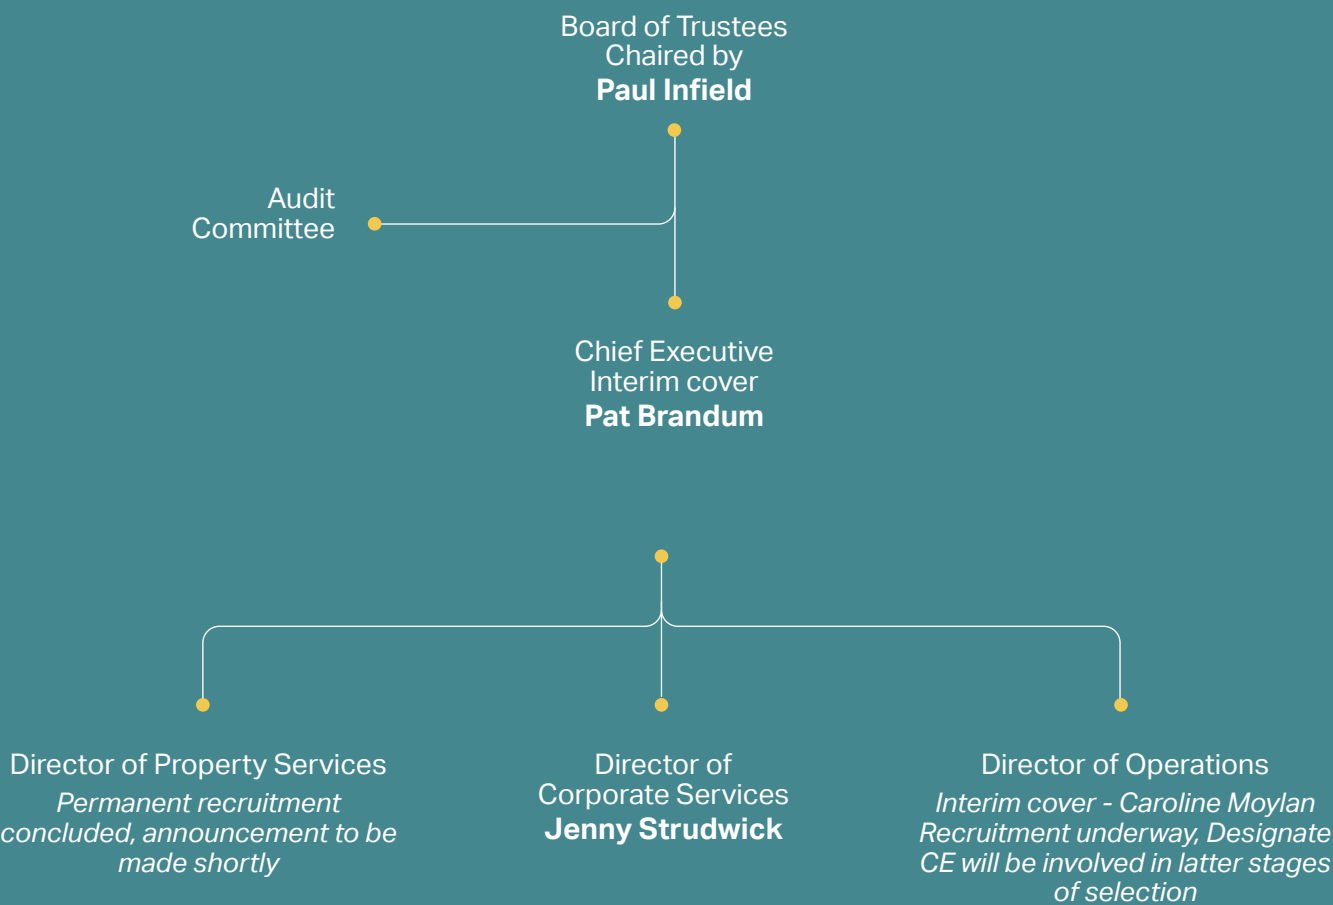 Board of Trustees
Chaired by
Paul Infield
Audit
Committee
Chief Executive
Interim cover
Pat Brandum
Director of Property Services
Permanent recruitment
concluded, announcement to be
made shortly
Director of
Corporate Services
Jenny Strudwick
Director of Operations
Interim cover - Caroline Moylan
Recruitment underway, Designate
CE will be involved in latter stages
of selection